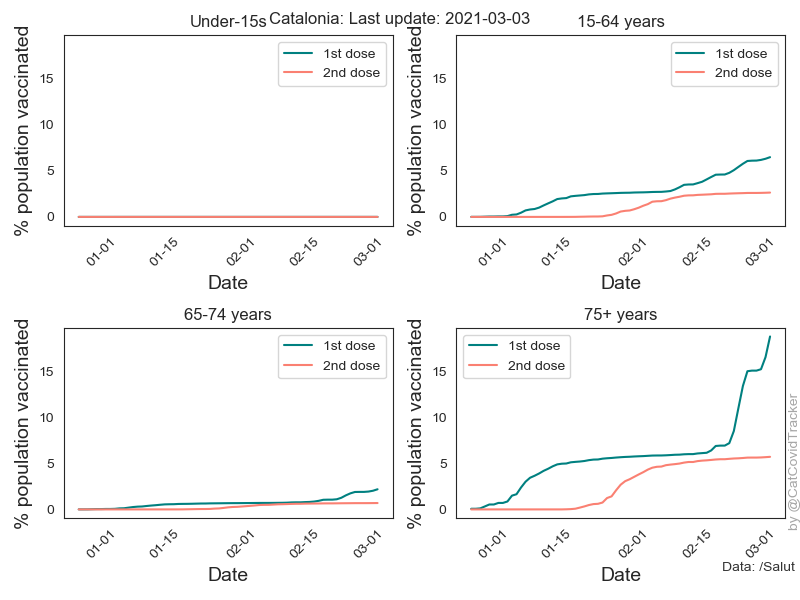 Catalonia: Last update: 2021-03-03
Under-15s
% population vaccinated
15
10
5
0
1st dose
2nd dose
01-01
01-15
02-01
02-15
03-01
Date
15-64 years
% population vaccinated
15
10
5
0
1st dose
2nd dose
01-01
01-15
02-01
02-15
03-01
Date
65-74 years
% population vaccinated
15
10
5
0
1st dose
2nd dose
01-01
01-15
02-01
02-15
03-01
Date
75+ years
% population vaccinated
15
10
5
0
1st dose
2nd dose
01-01
01-15
02-01
02-15
03-01
Date
by @CatCovidTracker
Data: /Salut